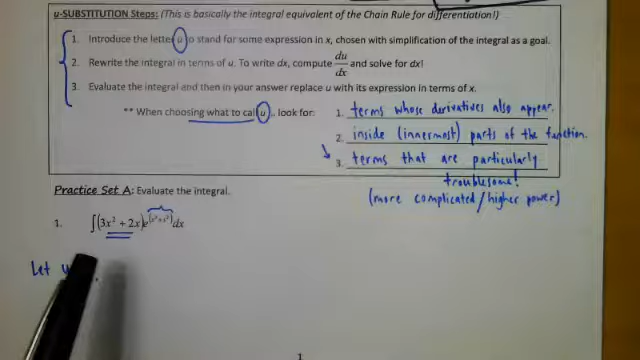 u-SUBSTITUTION Steps: (This is basically the integral equivalent of the Chain Rule for differentiation!)
1. Introduce the letter u to stand for some expression in x, chosen with simplification of the integral as a goal.
2. Rewrite the integral in terms of u. To write dx, compute du/dx and solve for dx!
3. Evaluate the integral and then in your answer replace u with its expression in terms of x.
** When choosing what to call u, look for:
1. terms whose derivatives also appear.
2. inside (innermost) parts of the function.
3. terms that are particularly
troublesome!
(more complicated/higher power)
Practice Set A: Evaluate the integral.
1. ∫(3x² + 2x)e^(x³+x²)dx
Let u
1